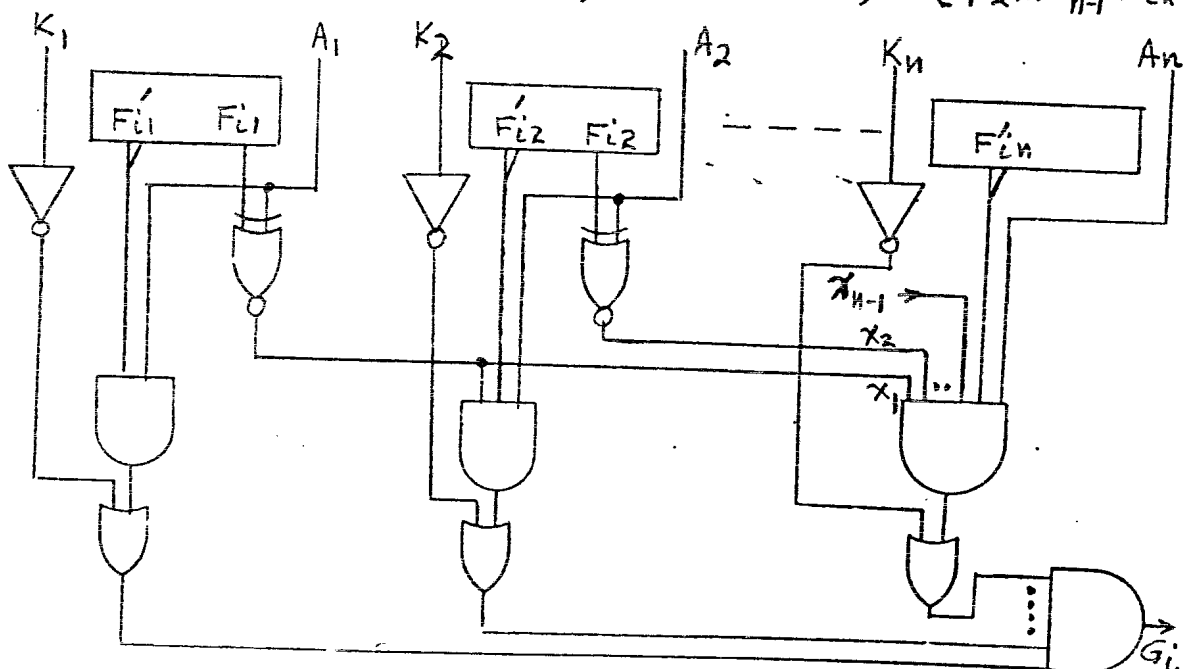 K₁ A₁ K₂ A₂ Kₙ Aₙ
F'ᵢ₁ Fᵢ₁ F'ᵢ₂ Fᵢ₂ F'ᵢₙ
xₙ₋₁
x₂
x₁
Gᵢ